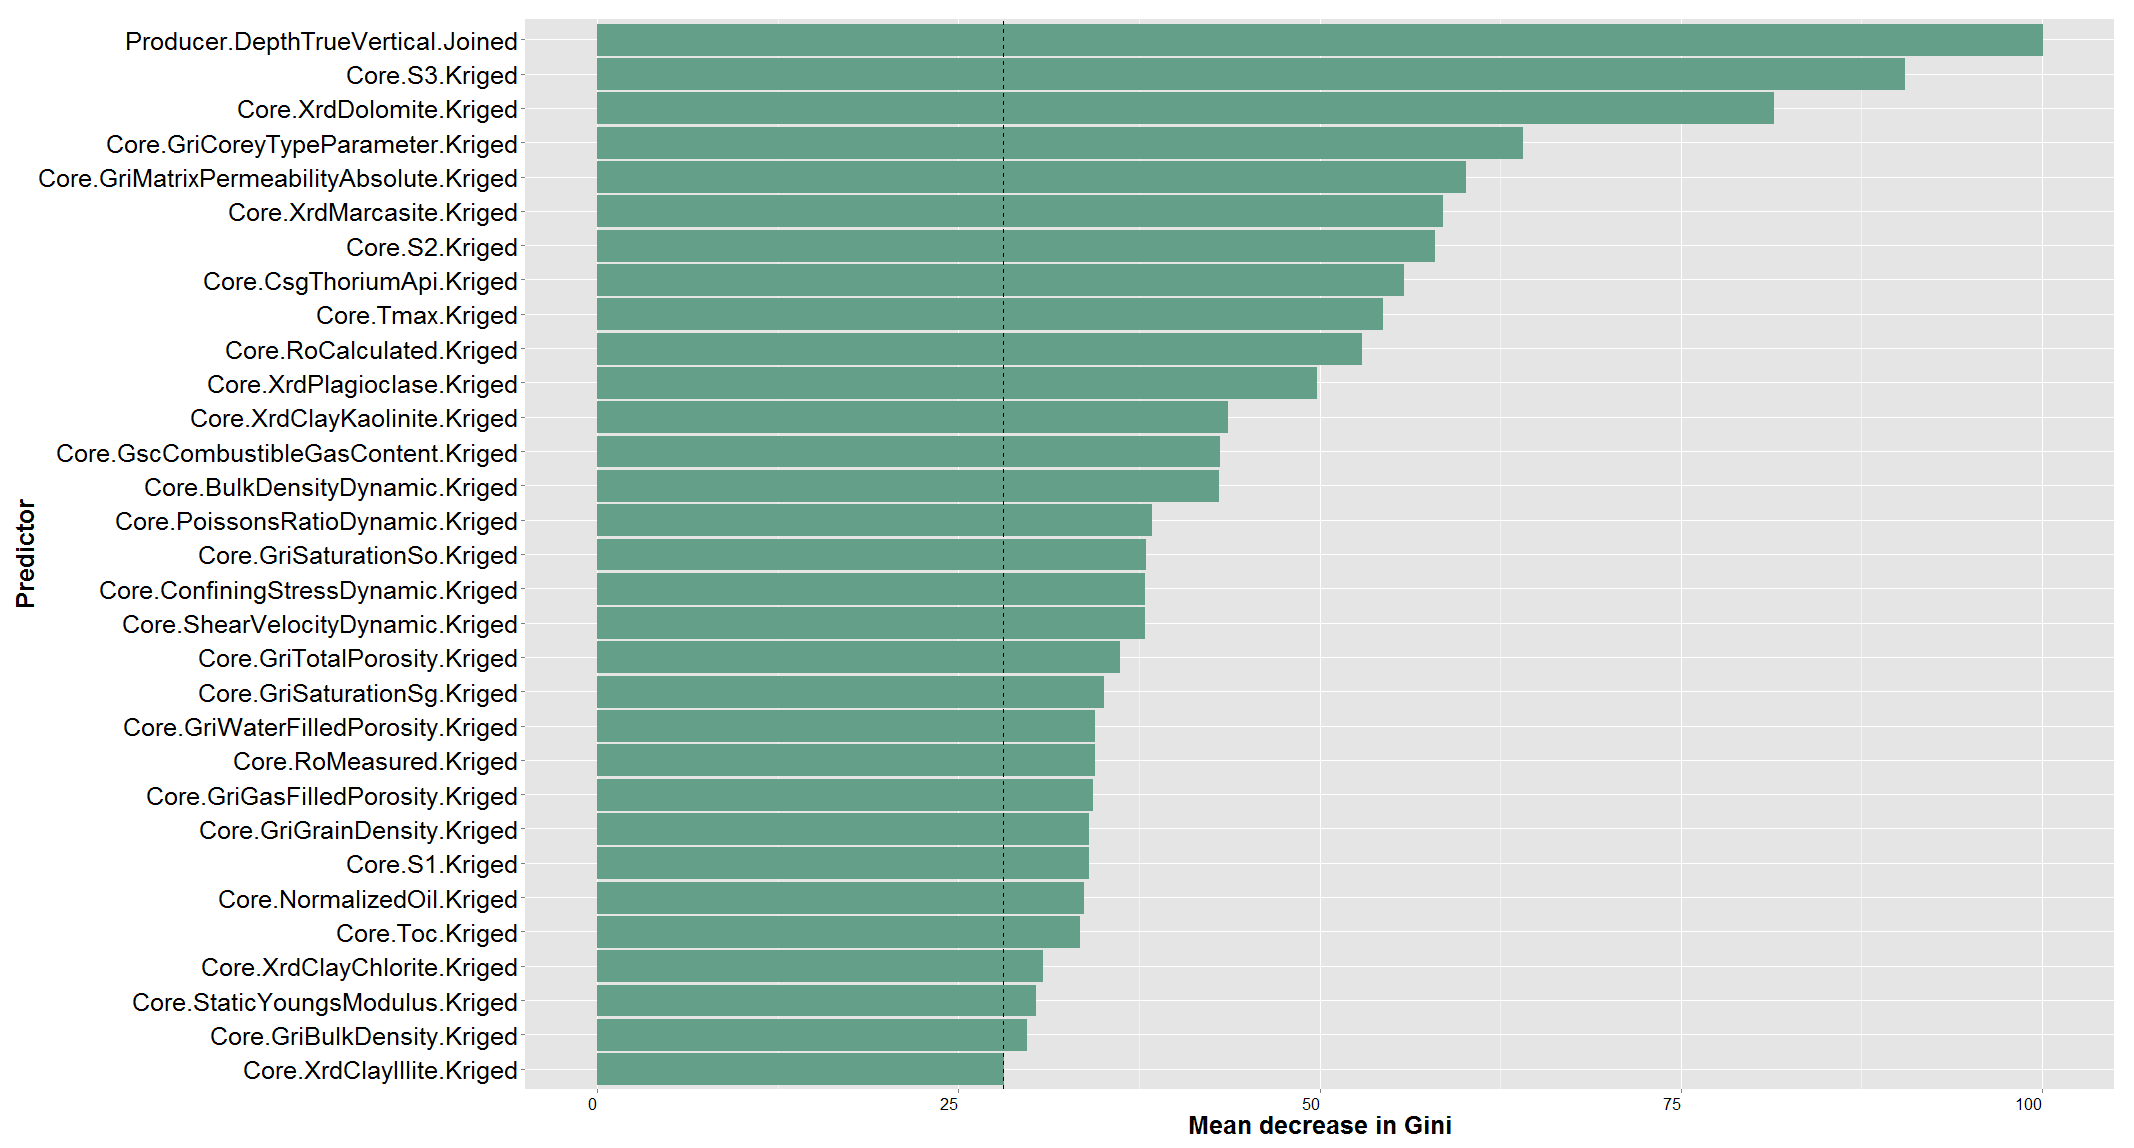 Producer.DepthTrueVertical.Joined
Core.S3.Kriged
Core.XrdDolomite.Kriged
Core.GriCoreyTypeParameter.Kriged
Core.GriMatrixPermeabilityAbsolute.Kriged
Core.XrdMarcasite.Kriged
Core.S2.Kriged
Core.CsgThoriumApi.Kriged
Core.Tmax.Kriged
Core.RoCalculated.Kriged
Core.XrdPlagioclase.Kriged
Core.XrdClayKaolinite.Kriged
Core.GscCombustibleGasContent.Kriged
Core.BulkDensityDynamic.Kriged
Core.PoissonsRatioDynamic.Kriged
Core.GriSaturationSo.Kriged
Core.ConfiningStressDynamic.Kriged
Core.ShearVelocityDynamic.Kriged
Core.GriTotalPorosity.Kriged
Core.GriSaturationSg.Kriged
Core.GriWaterFilledPorosity.Kriged
Core.RoMeasured.Kriged
Core.GriGasFilledPorosity.Kriged
Core.GriGrainDensity.Kriged
Core.S1.Kriged
Core.NormalizedOil.Kriged
Core.Toc.Kriged
Core.XrdClayChlorite.Kriged
Core.StaticYoungsModulus.Kriged
Core.GriBulkDensity.Kriged
Core.XrdClayIllite.Kriged
Predictor
0 25 50 75 100
Mean decrease in Gini